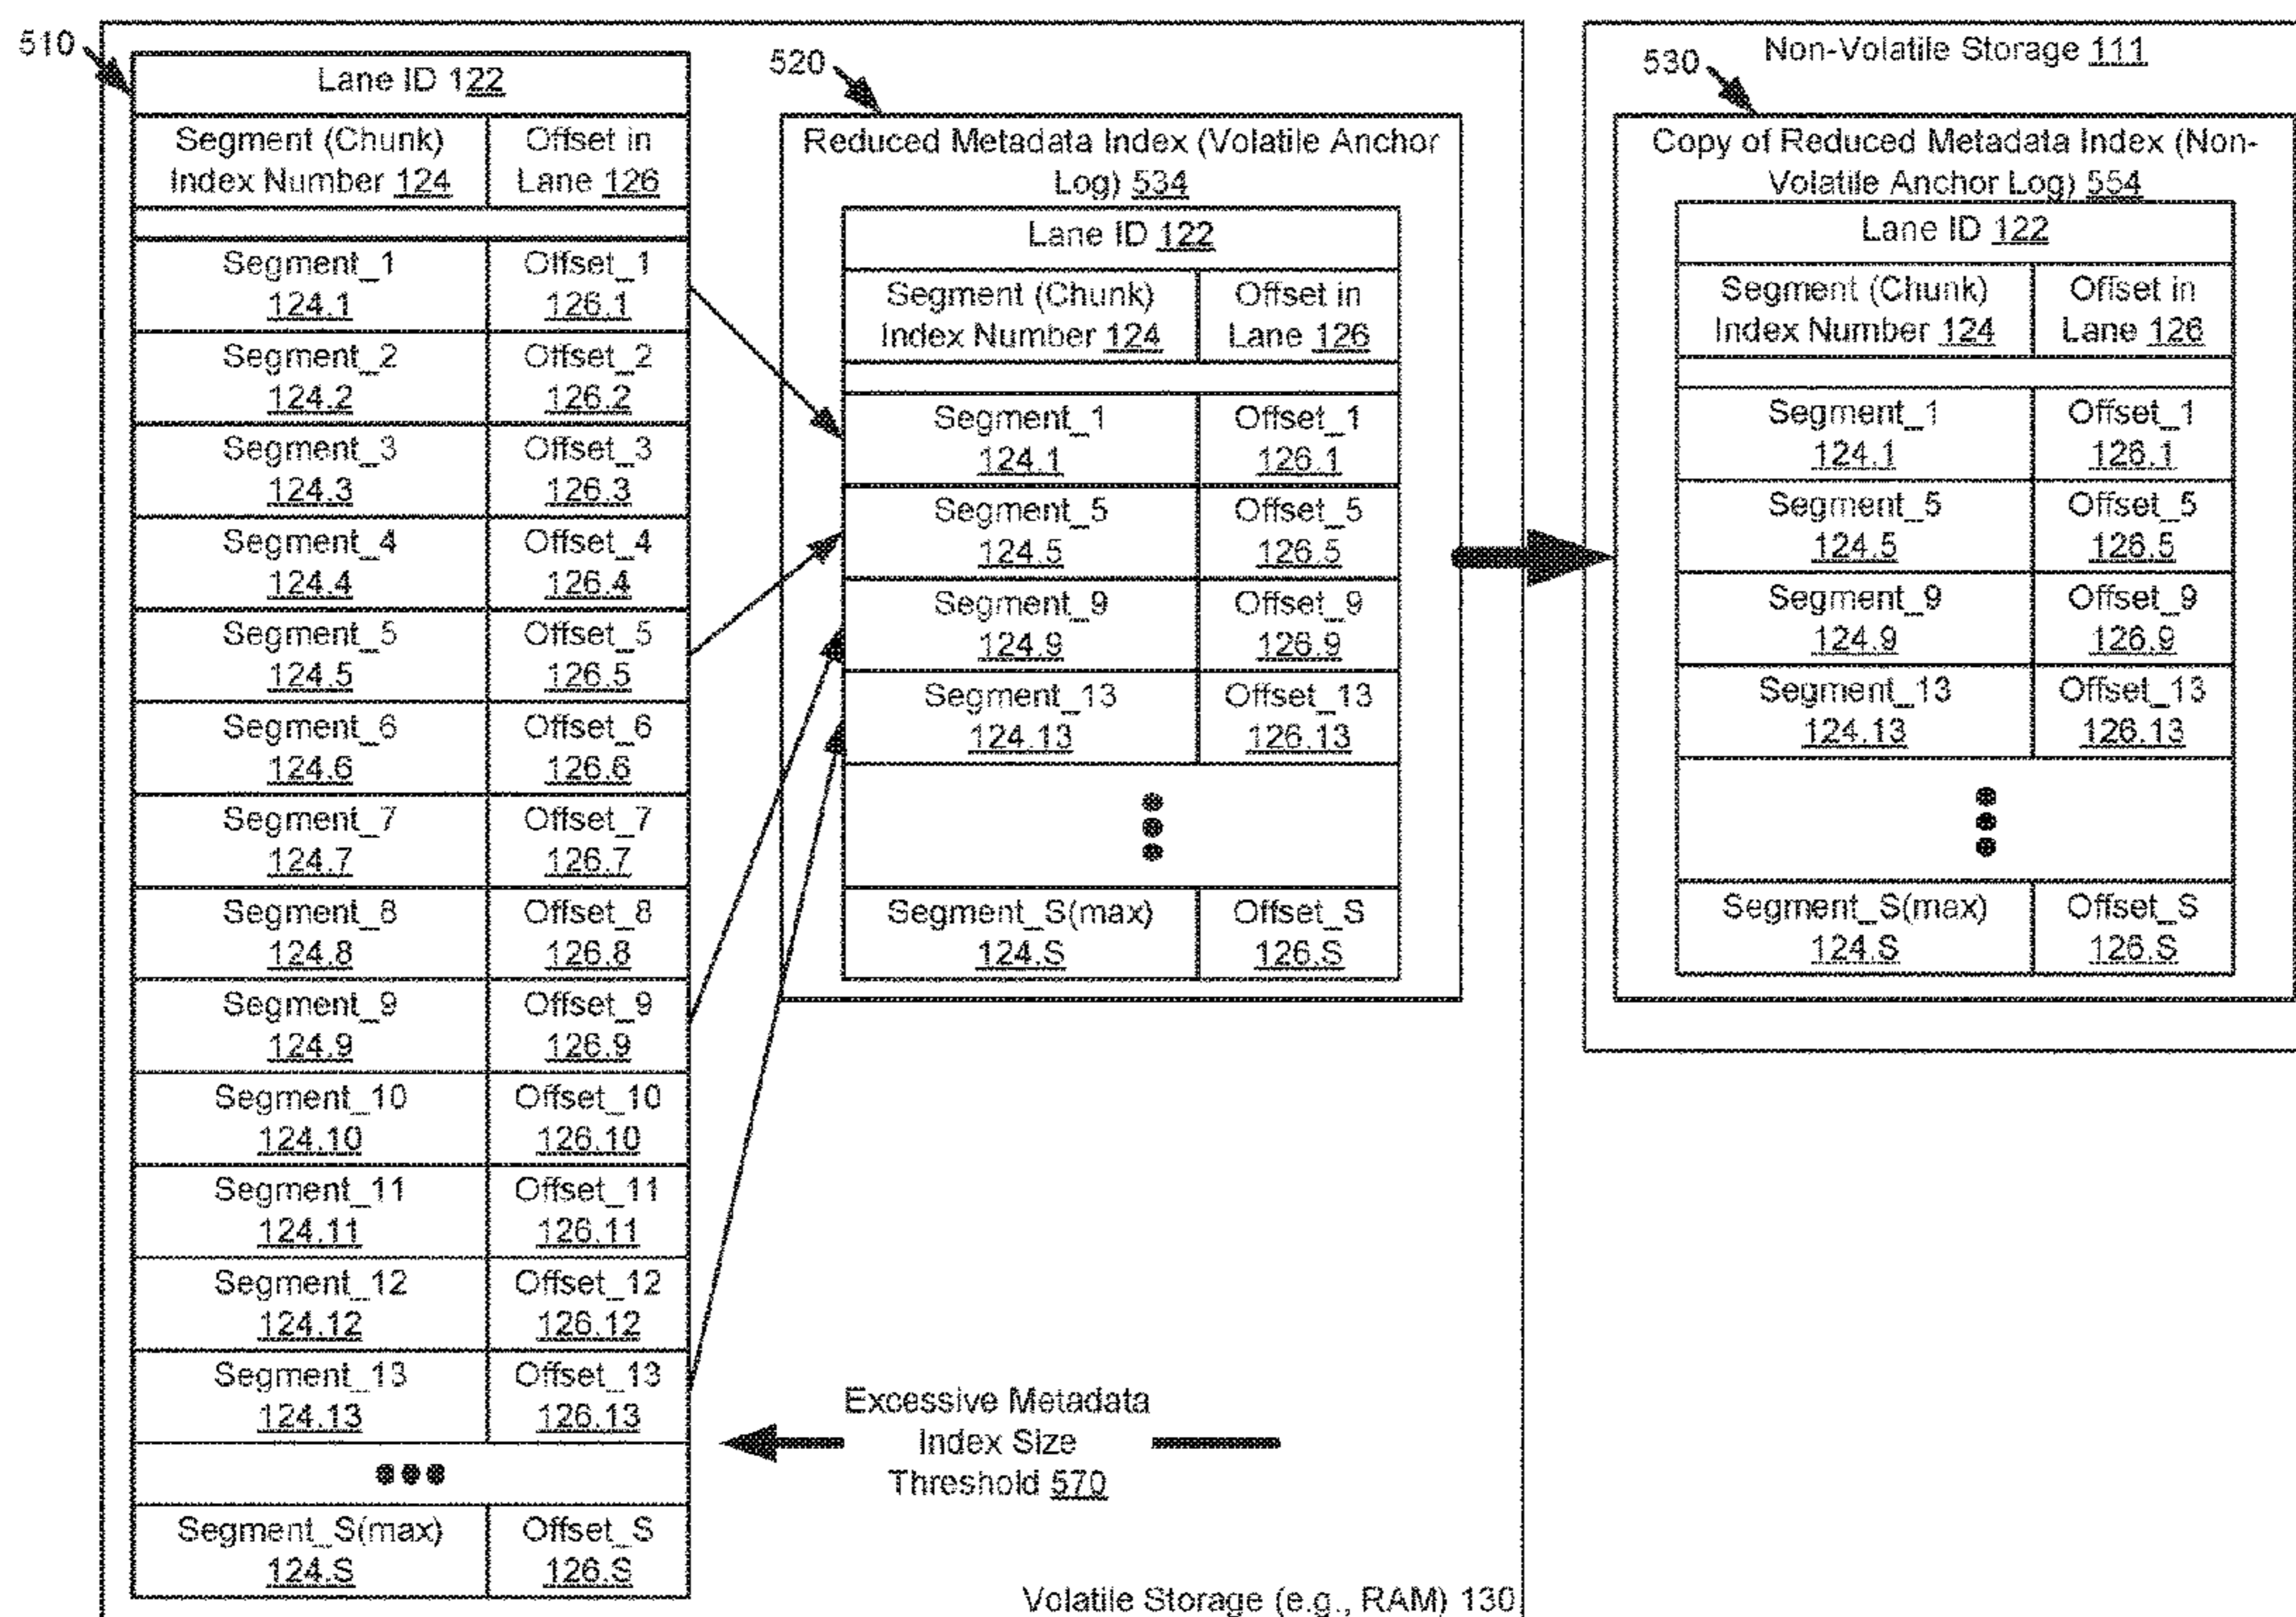 510
Lane ID 122
Segment (Chunk)
Index Number 124
Offset in
Lane 126
Segment_1
124.1
Offset_1
126.1
Segment_2
124.2
Offset_2
126.2
Segment_3
124.3
Offset_3
126.3
Segment_4
124.4
Offset_4
126.4
Segment_5
124.5
Offset_5
126.5
Segment_6
124.6
Offset_6
126.6
Segment_7
124.7
Offset_7
126.7
Segment_8
124.8
Offset_8
126.8
Segment_9
124.9
Offset_9
126.9
Segment_10
124.10
Offset_10
126.10
Segment_11
124.11
Offset_11
126.11
Segment_12
124.12
Offset_12
126.12
Segment_13
124.13
Offset_13
126.13
Segment_S(max)
124.S
Offset_S
126.S
520
Reduced Metadata Index (Volatile Anchor
Log) 534
Lane ID 122
Segment (Chunk)
Index Number 124
Offset in
Lane 126
Segment_1
124.1
Offset_1
126.1
Segment_5
124.5
Offset_5
126.5
Segment_9
124.9
Offset_9
126.9
Segment_13
124.13
Offset_13
126.13
Segment_S(max)
124.S
Offset_S
126.S
Excessive Metadata
Index Size
Threshold 570
Volatile Storage (e.g., RAM) 130
Non-Volatile Storage 111
530
Copy of Reduced Metadata Index (Non-
Volatile Anchor Log) 554
Lane ID 122
Segment (Chunk)
Index Number 124
Offset in
Lane 126
Segment_1
124.1
Offset_1
126.1
Segment_5
124.5
Offset_5
126.5
Segment_9
124.9
Offset_9
126.9
Segment_13
124.13
Offset_13
126.13
Segment_S(max)
124.S
Offset_S
126.S